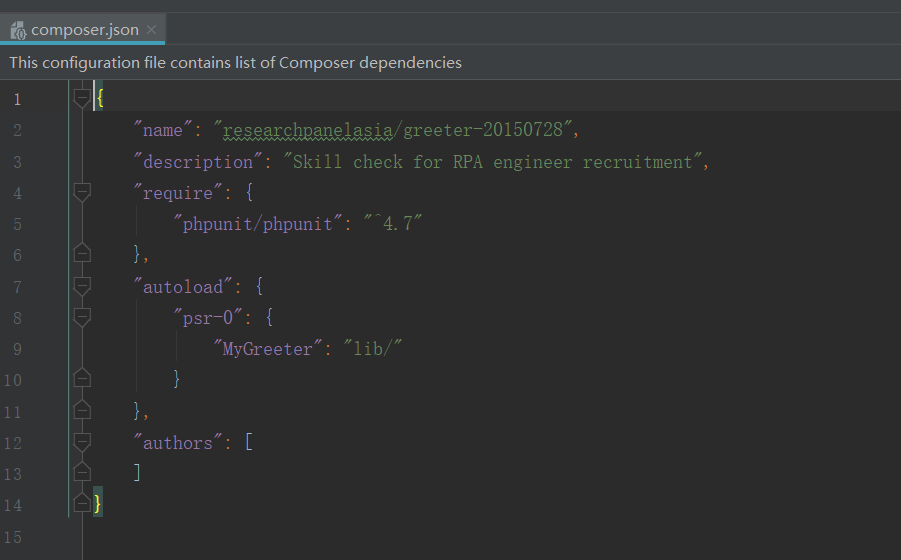 composer.json
This configuration file contains list of Composer dependencies
1 {
2 "name": "researchpanelasia/greeter-20150728",
3 "description": "Skill check for RPA engineer recruitment",
4 "require": {
5 "phpunit/phpunit": "^4.7"
6 },
7 "autoload": {
8 "psr-0": {
9 "MyGreeter": "lib/"
10 }
11 },
12 "authors": [
13 ]
14 }
15